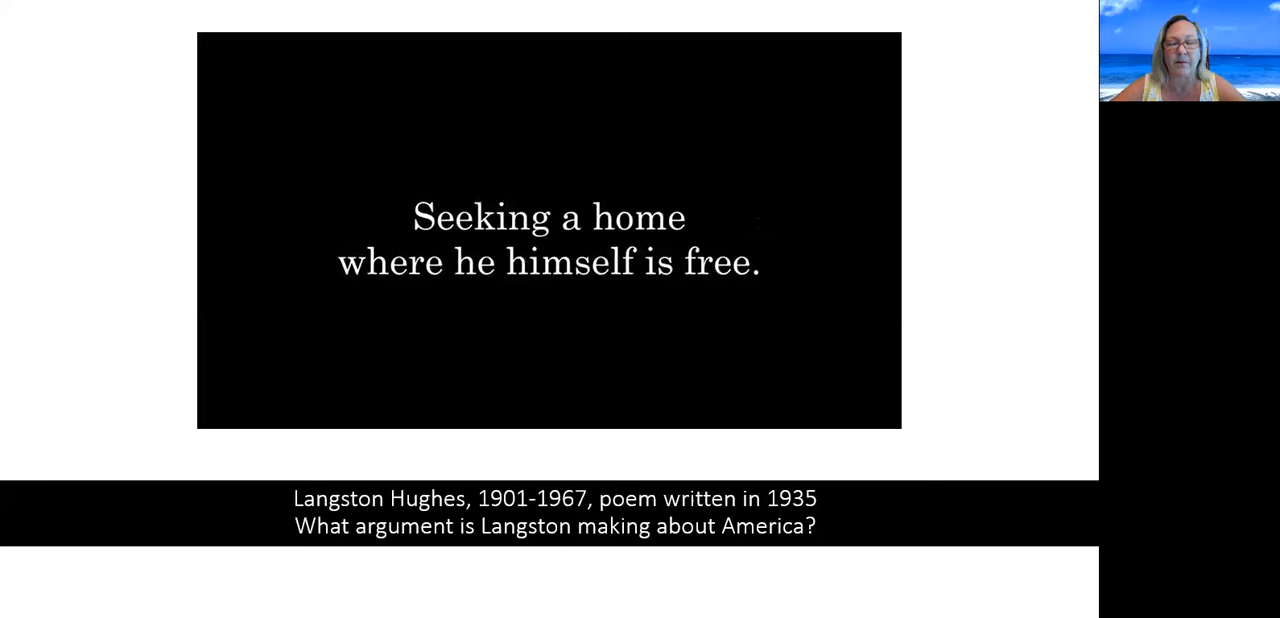 Seeking a home
where he himself is free.
Langston Hughes, 1901-1967, poem written in 1935
What argument is Langston making about America?